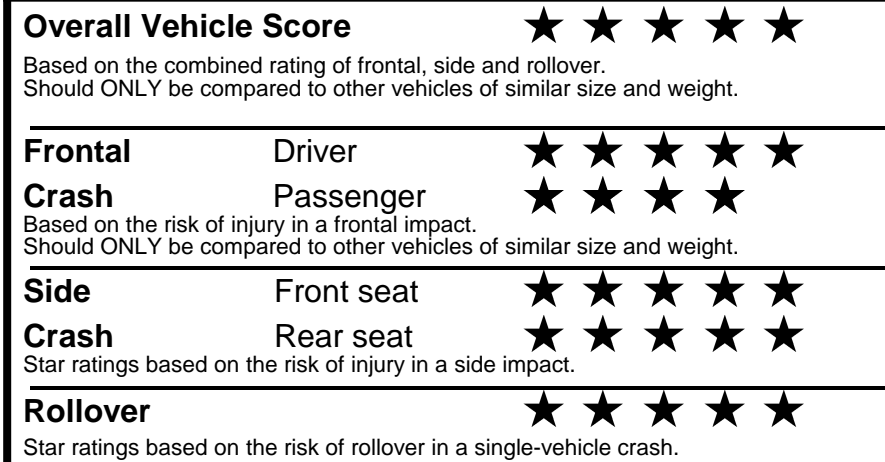 Overall Vehicle Score ★ ★ ★ ★ ★
Based on the combined rating of frontal, side and rollover.
Should ONLY be compared to other vehicles of similar size and weight.
Frontal Driver ★ ★ ★ ★ ★
Crash Passenger ★ ★ ★ ★
Based on the risk of injury in a frontal impact.
Should ONLY be compared to other vehicles of similar size and weight.
Side Front seat ★ ★ ★ ★ ★
Crash Rear seat ★ ★ ★ ★ ★
Star ratings based on the risk of injury in a side impact.
Rollover ★ ★ ★ ★ ★
Star ratings based on the risk of rollover in a single-vehicle crash.